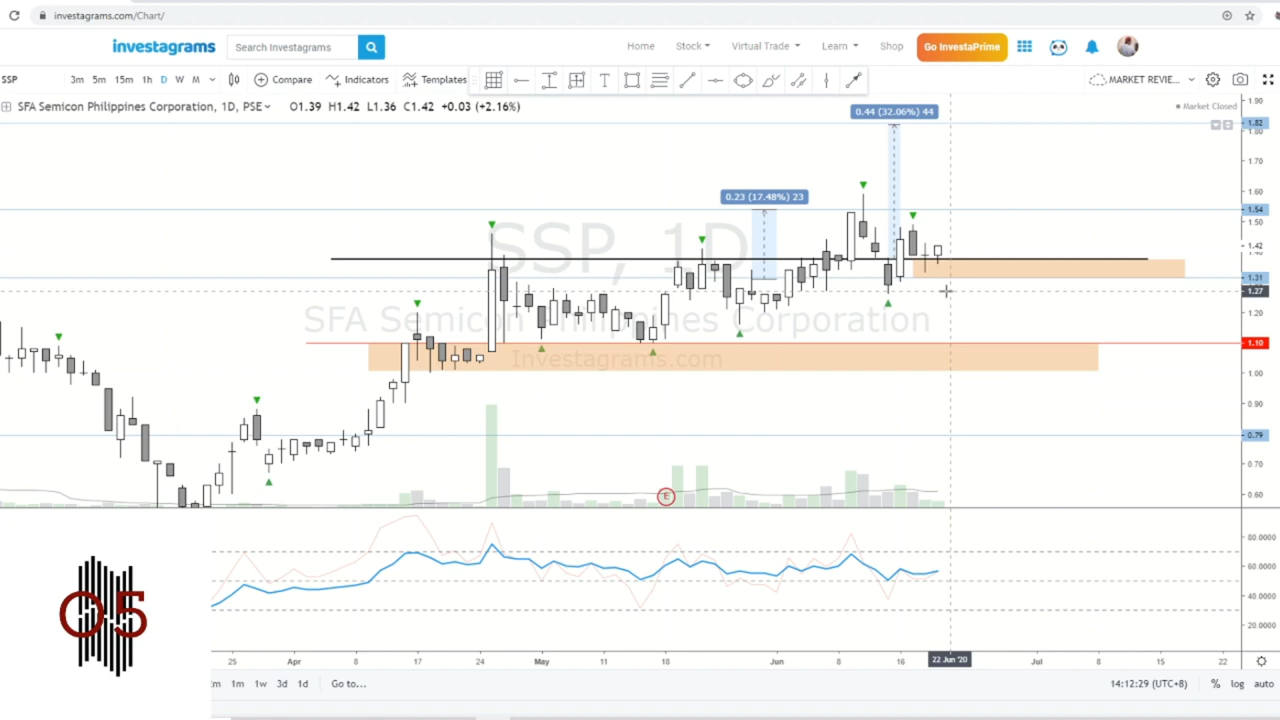 investagrams.com/Chart/
investagrams Search Investagrams Home Stock Virtual Trade Learn Shop Go InvestaPrime
SSP 3m 5m 15m 1h D W M Compare Indicators Templates MARKET REVIE...
SFA Semicon Philippines Corporation, 1D, PSE O1.39 H1.42 L1.36 C1.42 +0.03 (+2.16%)
Market Closed
0.44 (32.06%) 44
0.23 (17.48%) 23
SSP, 1D
SFA Semicon Philippines Corporation
Investagrams.com
E
1.90
1.82
1.80
1.70
1.60
1.54
1.50
1.42
1.40
1.31
1.27
1.20
1.10
1.00
0.90
0.79
0.70
0.60
80.0000
60.0000
40.0000
20.0000
05
25 Apr 8 17 24 May 11 18 Jun 8 16 22 Jun '20 Jul 8 15 22
1m 1w 3d 1d Go to... 14:12:29 (UTC+8) % log auto